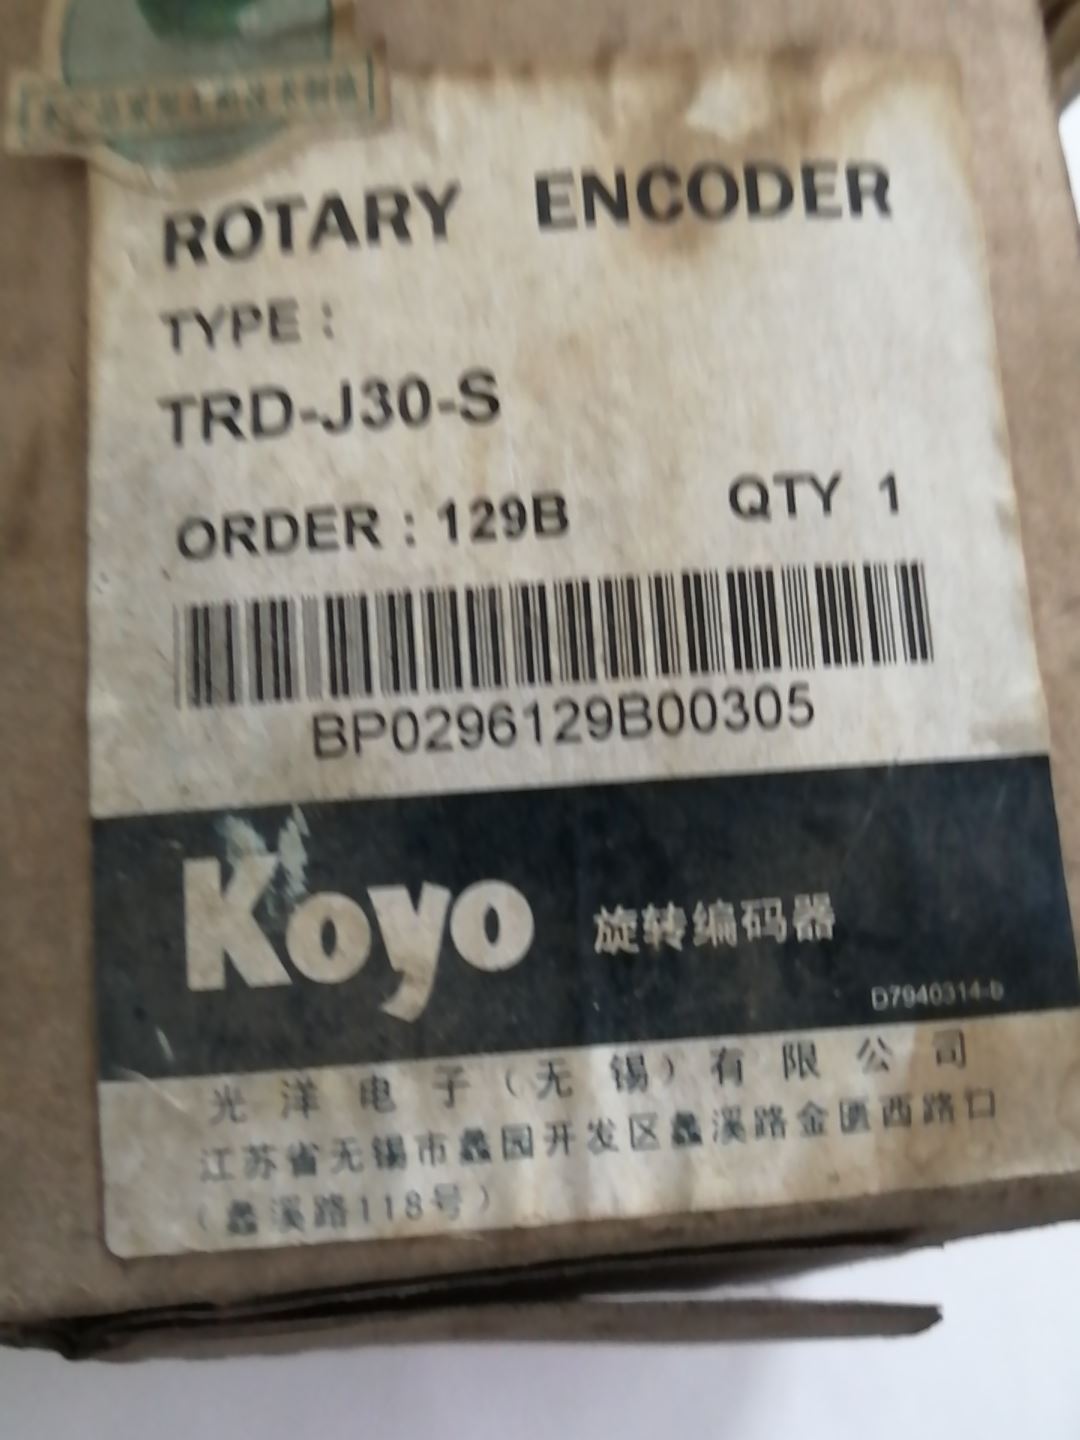 ROTARY ENCODER
TYPE :
TRD-J30-S
ORDER : 129B QTY 1
BP0296129B00305
Koyo 旋转编码器
D7940314-b
光洋电子（无锡）有限公司
江苏省无锡市蠡园开发区蠡溪路金匮西路口
（蠡溪路118号）